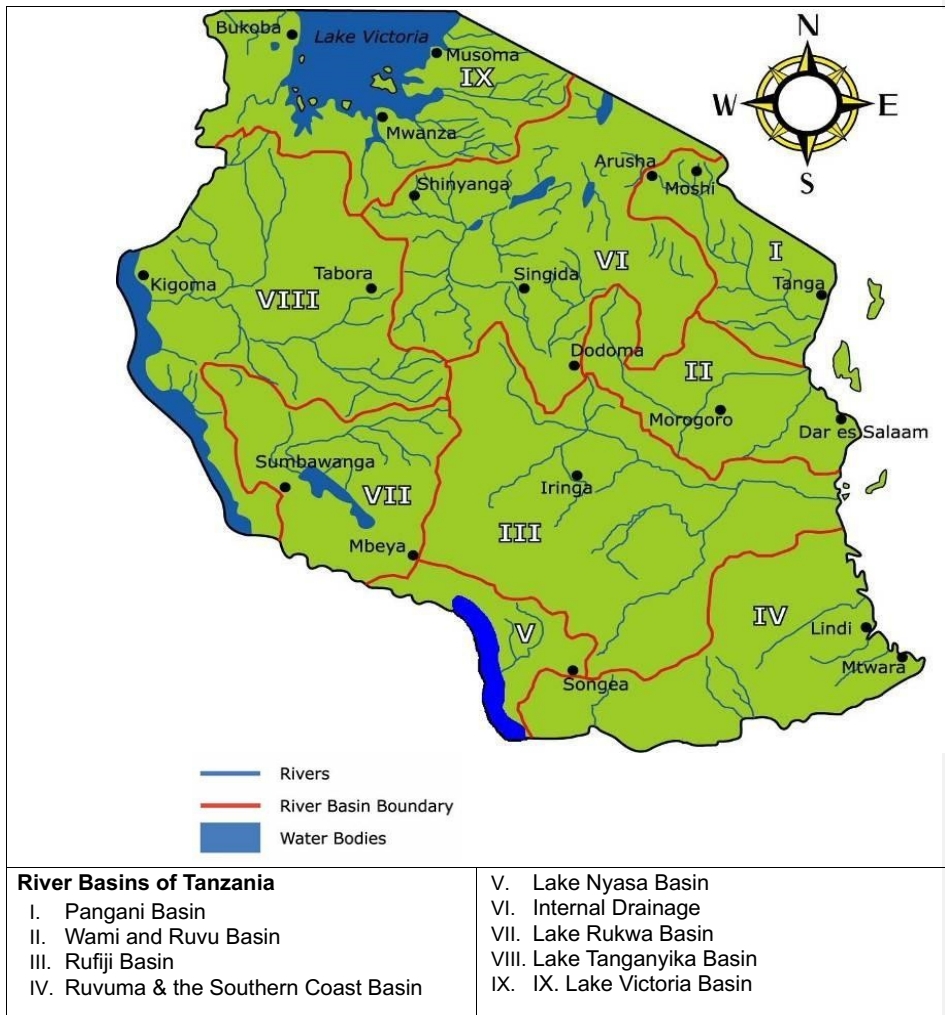 N
Bukoba
Lake Victoria
Musoma
IX
W
E
Mwanza
S
Arusha
Moshi
Shinyanga
I
VI
Kigoma
Tabora
Singida
Tanga
VIII
Dodoma
II
Morogoro
Dar es Salaam
Sumbawanga
VII
Iringa
III
Mbeya
IV
V
Lindi
Mtwara
Songea
Rivers
River Basin Boundary
Water Bodies
River Basins of Tanzania
I. Pangani Basin
II. Wami and Ruvu Basin
III. Rufiji Basin
IV. Ruvuma & the Southern Coast Basin
V. Lake Nyasa Basin
VI. Internal Drainage
VII. Lake Rukwa Basin
VIII. Lake Tanganyika Basin
IX. IX. Lake Victoria Basin